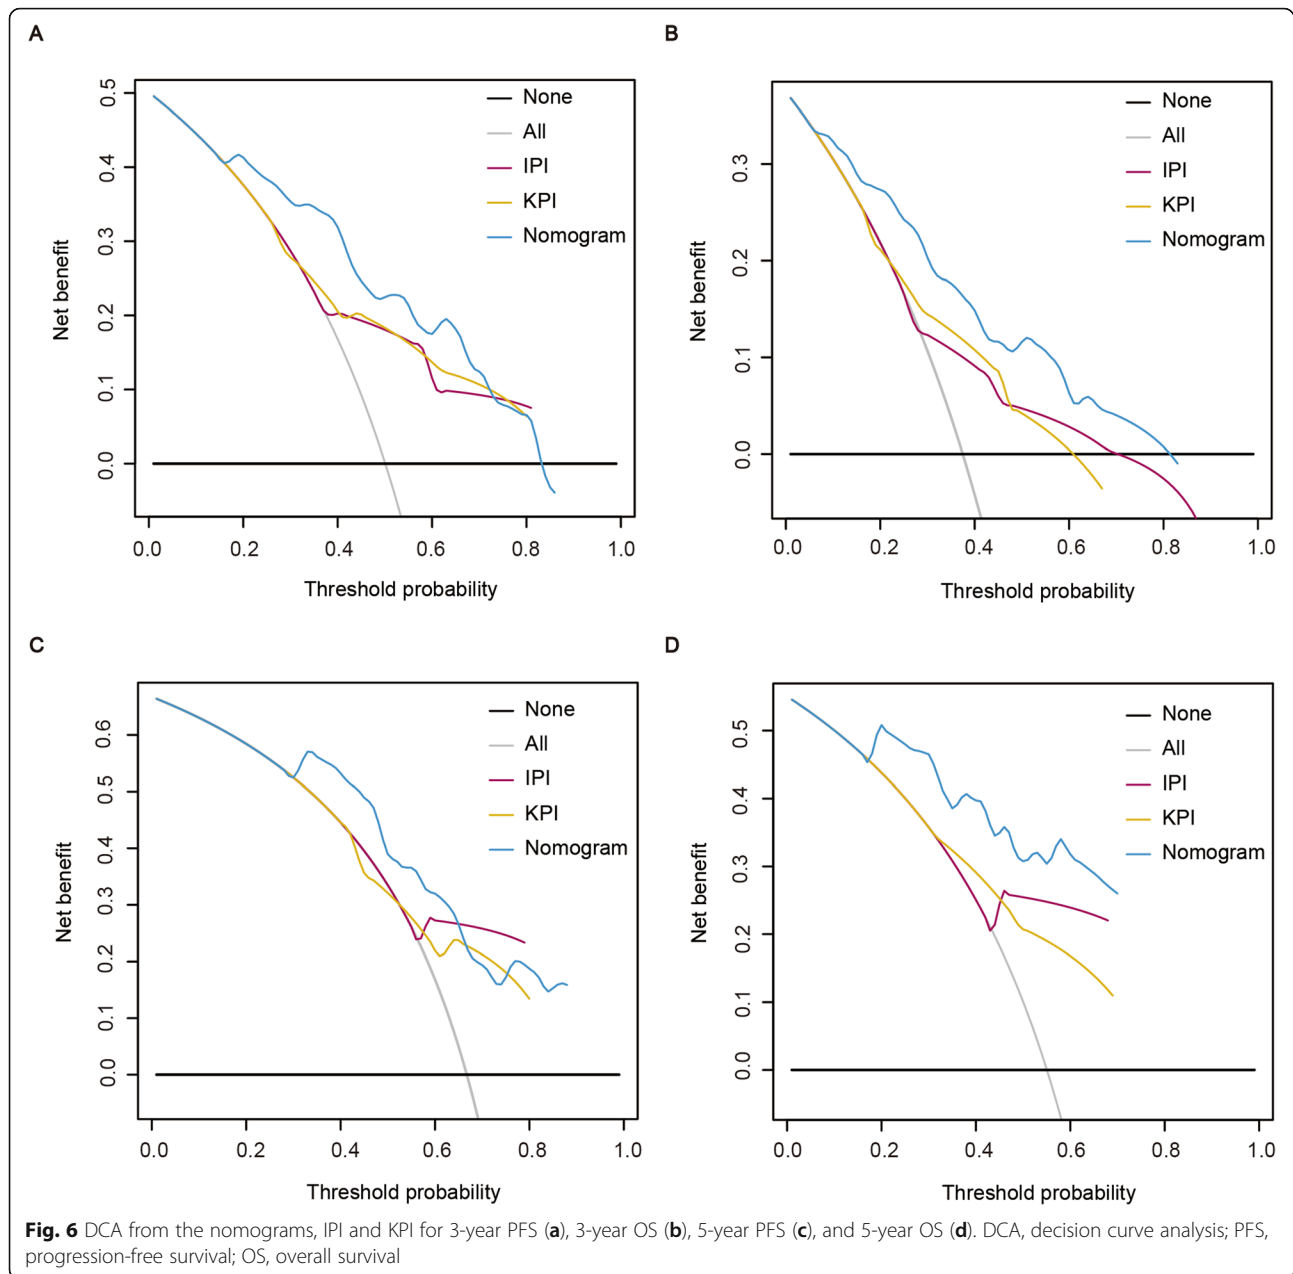 A
0.5
0.4
0.3
0.2
0.1
0.0
Net benefit
None
All
IPI
KPI
Nomogram
0.0 0.2 0.4 0.6 0.8 1.0
Threshold probability
B
0.3
0.2
0.1
0.0
Net benefit
None
All
IPI
KPI
Nomogram
0.0 0.2 0.4 0.6 0.8 1.0
Threshold probability
C
0.6
0.5
0.4
0.3
0.2
0.1
0.0
Net benefit
None
All
IPI
KPI
Nomogram
0.0 0.2 0.4 0.6 0.8 1.0
Threshold probability
D
0.5
0.4
0.3
0.2
0.1
0.0
Net benefit
None
All
IPI
KPI
Nomogram
0.0 0.2 0.4 0.6 0.8 1.0
Threshold probability
Fig. 6 DCA from the nomograms, IPI and KPI for 3-year PFS (a), 3-year OS (b), 5-year PFS (c), and 5-year OS (d). DCA, decision curve analysis; PFS,
progression-free survival; OS, overall survival